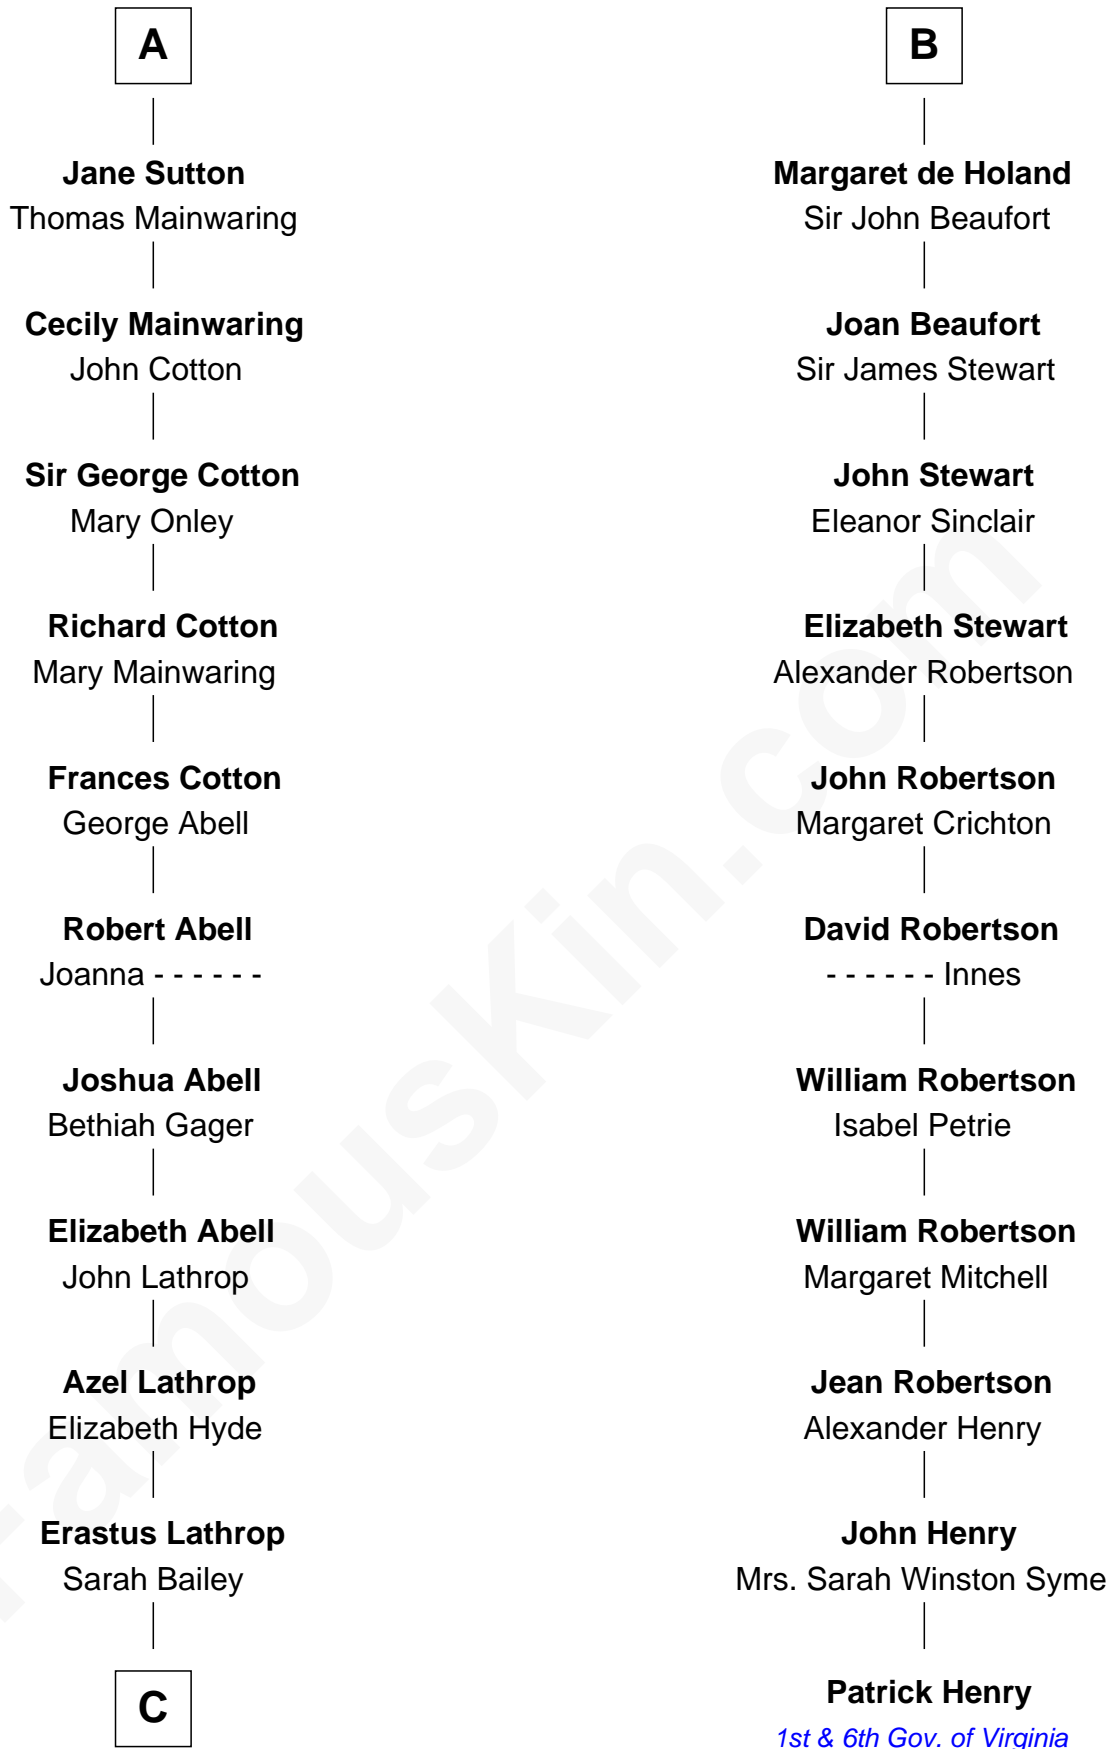 A
Jane Sutton
Thomas Mainwaring
Cecily Mainwaring
John Cotton
Sir George Cotton
Mary Onley
Richard Cotton
Mary Mainwaring
Frances Cotton
George Abell
Robert Abell
Joanna - - - - - -
Joshua Abell
Bethiah Gager
Elizabeth Abell
John Lathrop
Azel Lathrop
Elizabeth Hyde
Erastus Lathrop
Sarah Bailey
C
B
Margaret de Holand
Sir John Beaufort
Joan Beaufort
Sir James Stewart
John Stewart
Eleanor Sinclair
Elizabeth Stewart
Alexander Robertson
John Robertson
Margaret Crichton
David Robertson
- - - - - - Innes
William Robertson
Isabel Petrie
William Robertson
Margaret Mitchell
Jean Robertson
Alexander Henry
John Henry
Mrs. Sarah Winston Syme
Patrick Henry
1st & 6th Gov. of Virginia
FamousKin.com